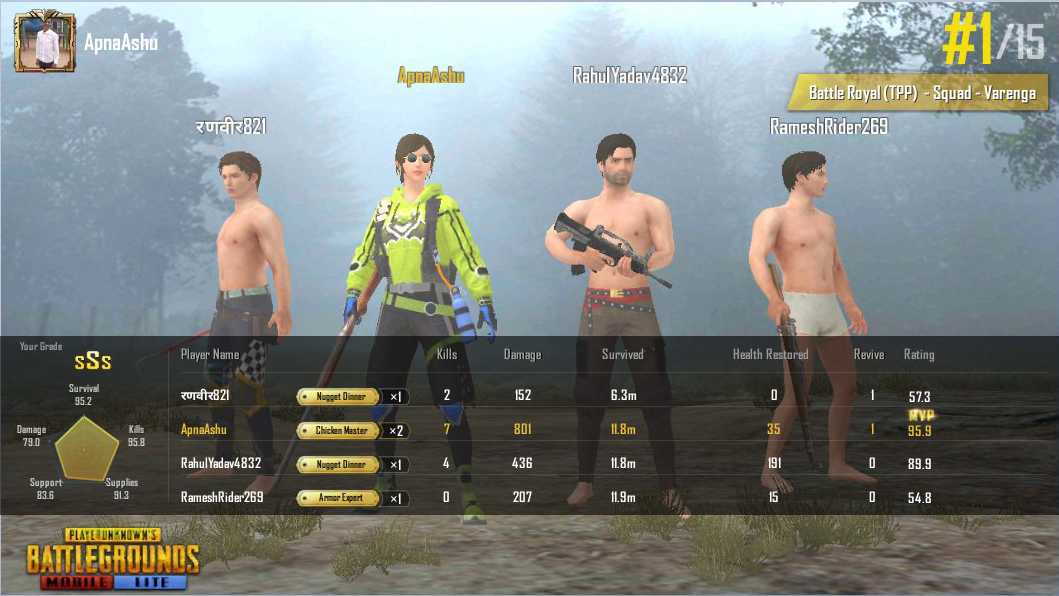 ApnaAshu
#1/15
Battle Royal (TPP) - Squad - Varenga
ApnaAshu
RahulYadav4832
रणवीर821
RameshRider269
Your Grade
sSs
Survival
95.2
Damage
79.0
Kills
95.8
Support
83.6
Supplies
91.3
Player Name Kills Damage Survived Health Restored Revive Rating
रणवीर821 Nugget Dinner ×1 2 152 6.3m 0 1 57.3
MVP
ApnaAshu Chicken Master ×2 7 801 11.8m 35 1 95.9
RahulYadav4832 Nugget Dinner ×1 4 436 11.8m 191 0 89.9
RameshRider269 Armor Expert ×1 0 207 11.9m 15 0 54.8
PLAYERUNKNOWN'S
BATTLEGROUNDS
MOBILE LITE